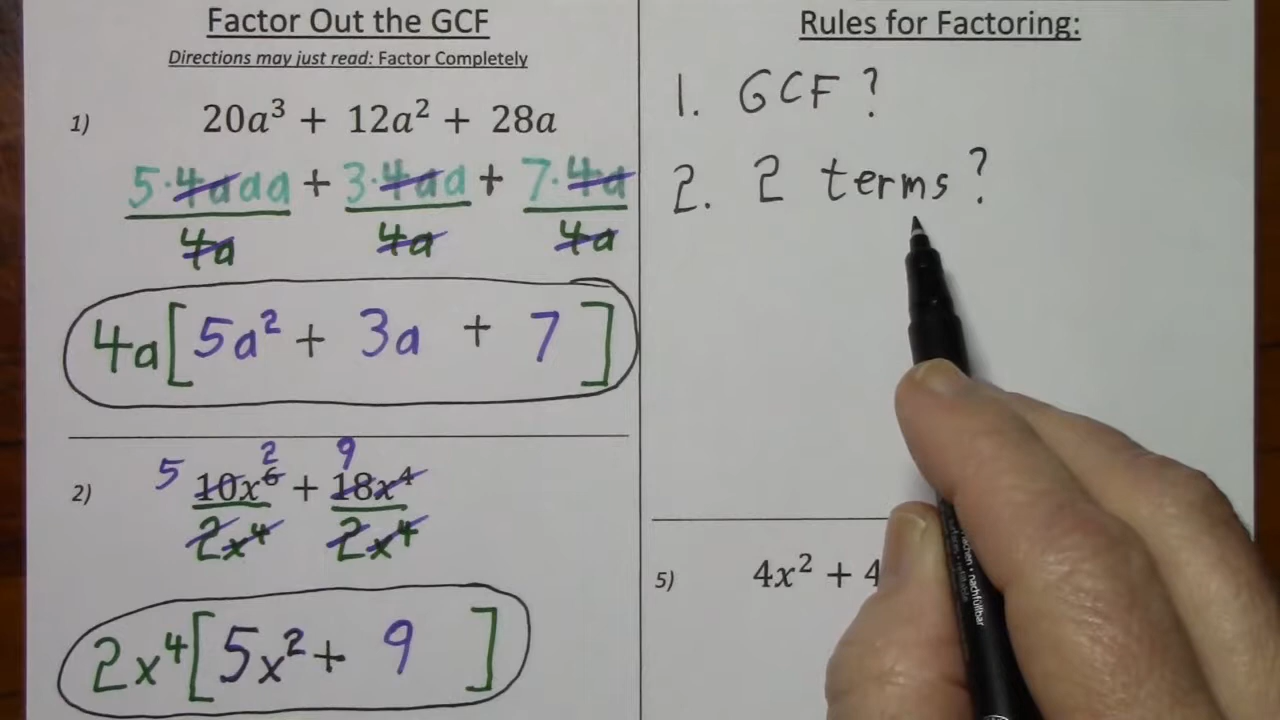 Factor Out the GCF
Directions may just read: Factor Completely
1) 20a³ + 12a² + 28a
5·4aaa + 3·4aa + 7·4a
4a 4a 4a
4a[5a² + 3a + 7]
5 2 9
2) 10x⁶ + 18x⁴
2x⁴ 2x⁴
2x⁴[5x² + 9]
Rules for Factoring:
1. GCF ?
2. 2 terms ?
5) 4x² + 4
nachfüllbar